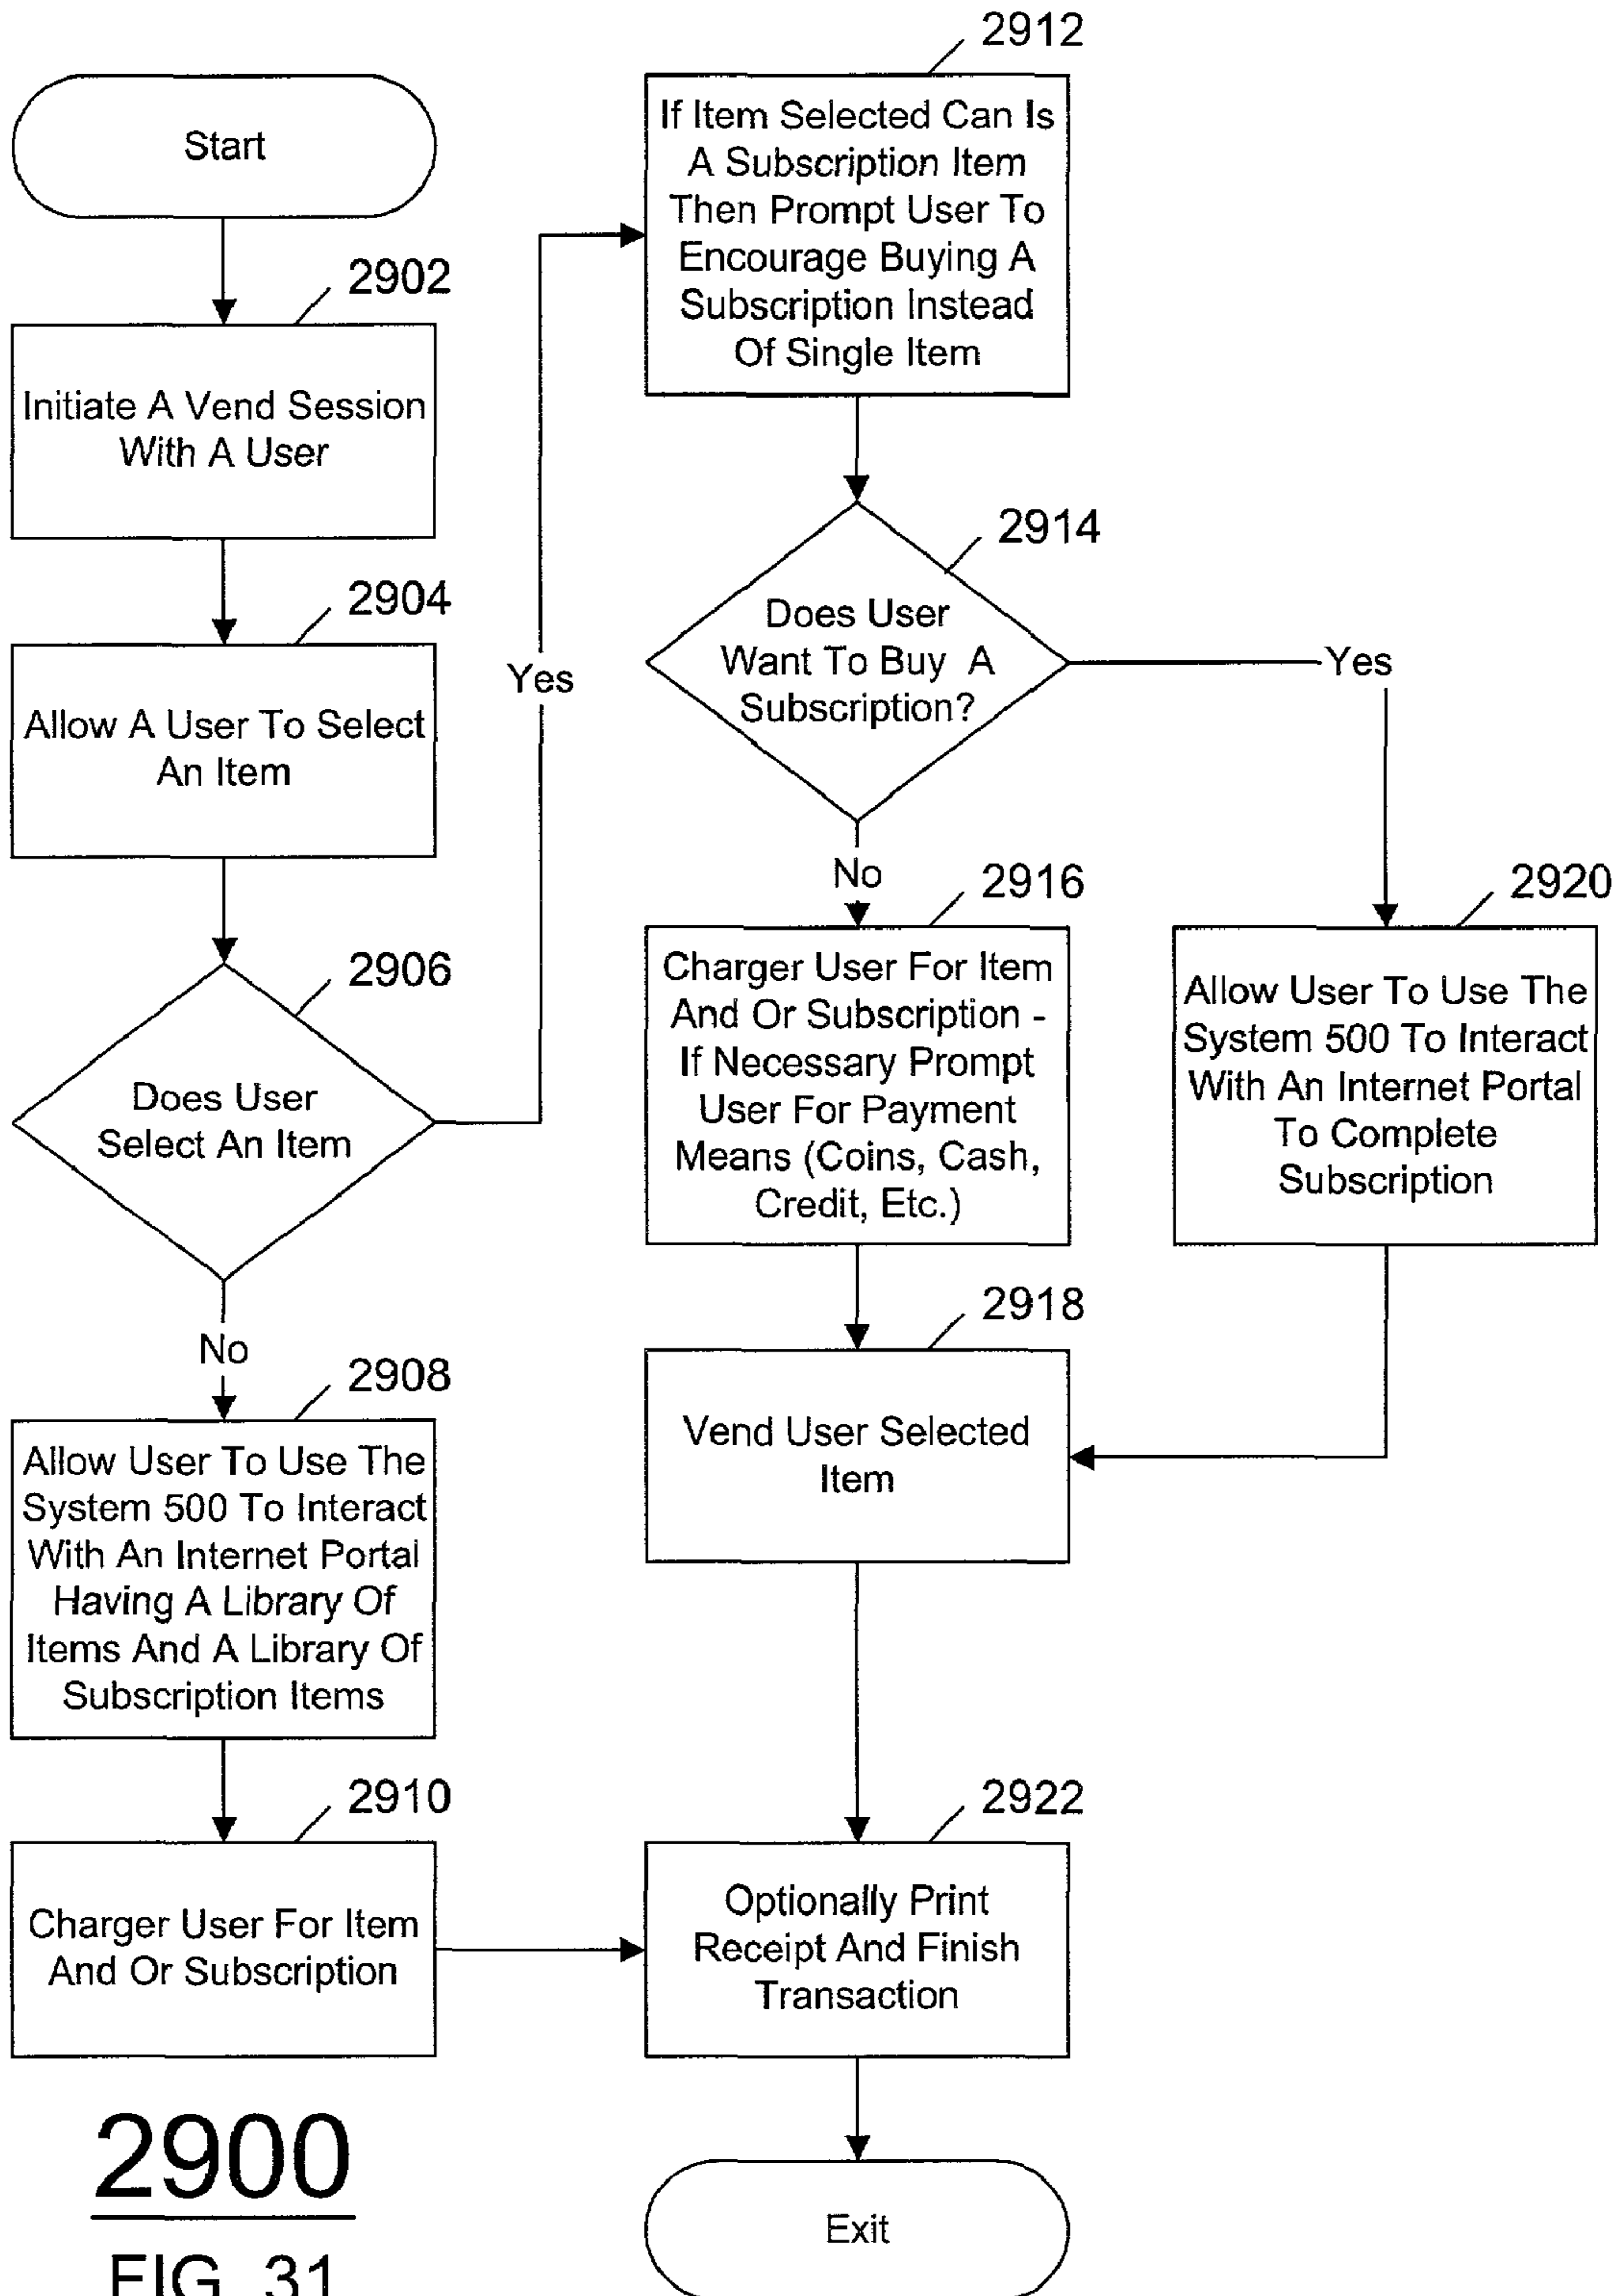 Start
2902
Initiate A Vend Session
With A User
2904
Allow A User To Select
An Item
2906
Does User
Select An Item
Yes
No
2908
Allow User To Use The
System 500 To Interact
With An Internet Portal
Having A Library Of
Items And A Library Of
Subscription Items
2910
Charger User For Item
And Or Subscription
2912
If Item Selected Can Is
A Subscription Item
Then Prompt User To
Encourage Buying A
Subscription Instead
Of Single Item
2914
Does User
Want To Buy A
Subscription?
Yes
No
2916
Charger User For Item
And Or Subscription -
If Necessary Prompt
User For Payment
Means (Coins, Cash,
Credit, Etc.)
2920
Allow User To Use The
System 500 To Interact
With An Internet Portal
To Complete
Subscription
2918
Vend User Selected
Item
2922
Optionally Print
Receipt And Finish
Transaction
Exit
2900
FIG. 31